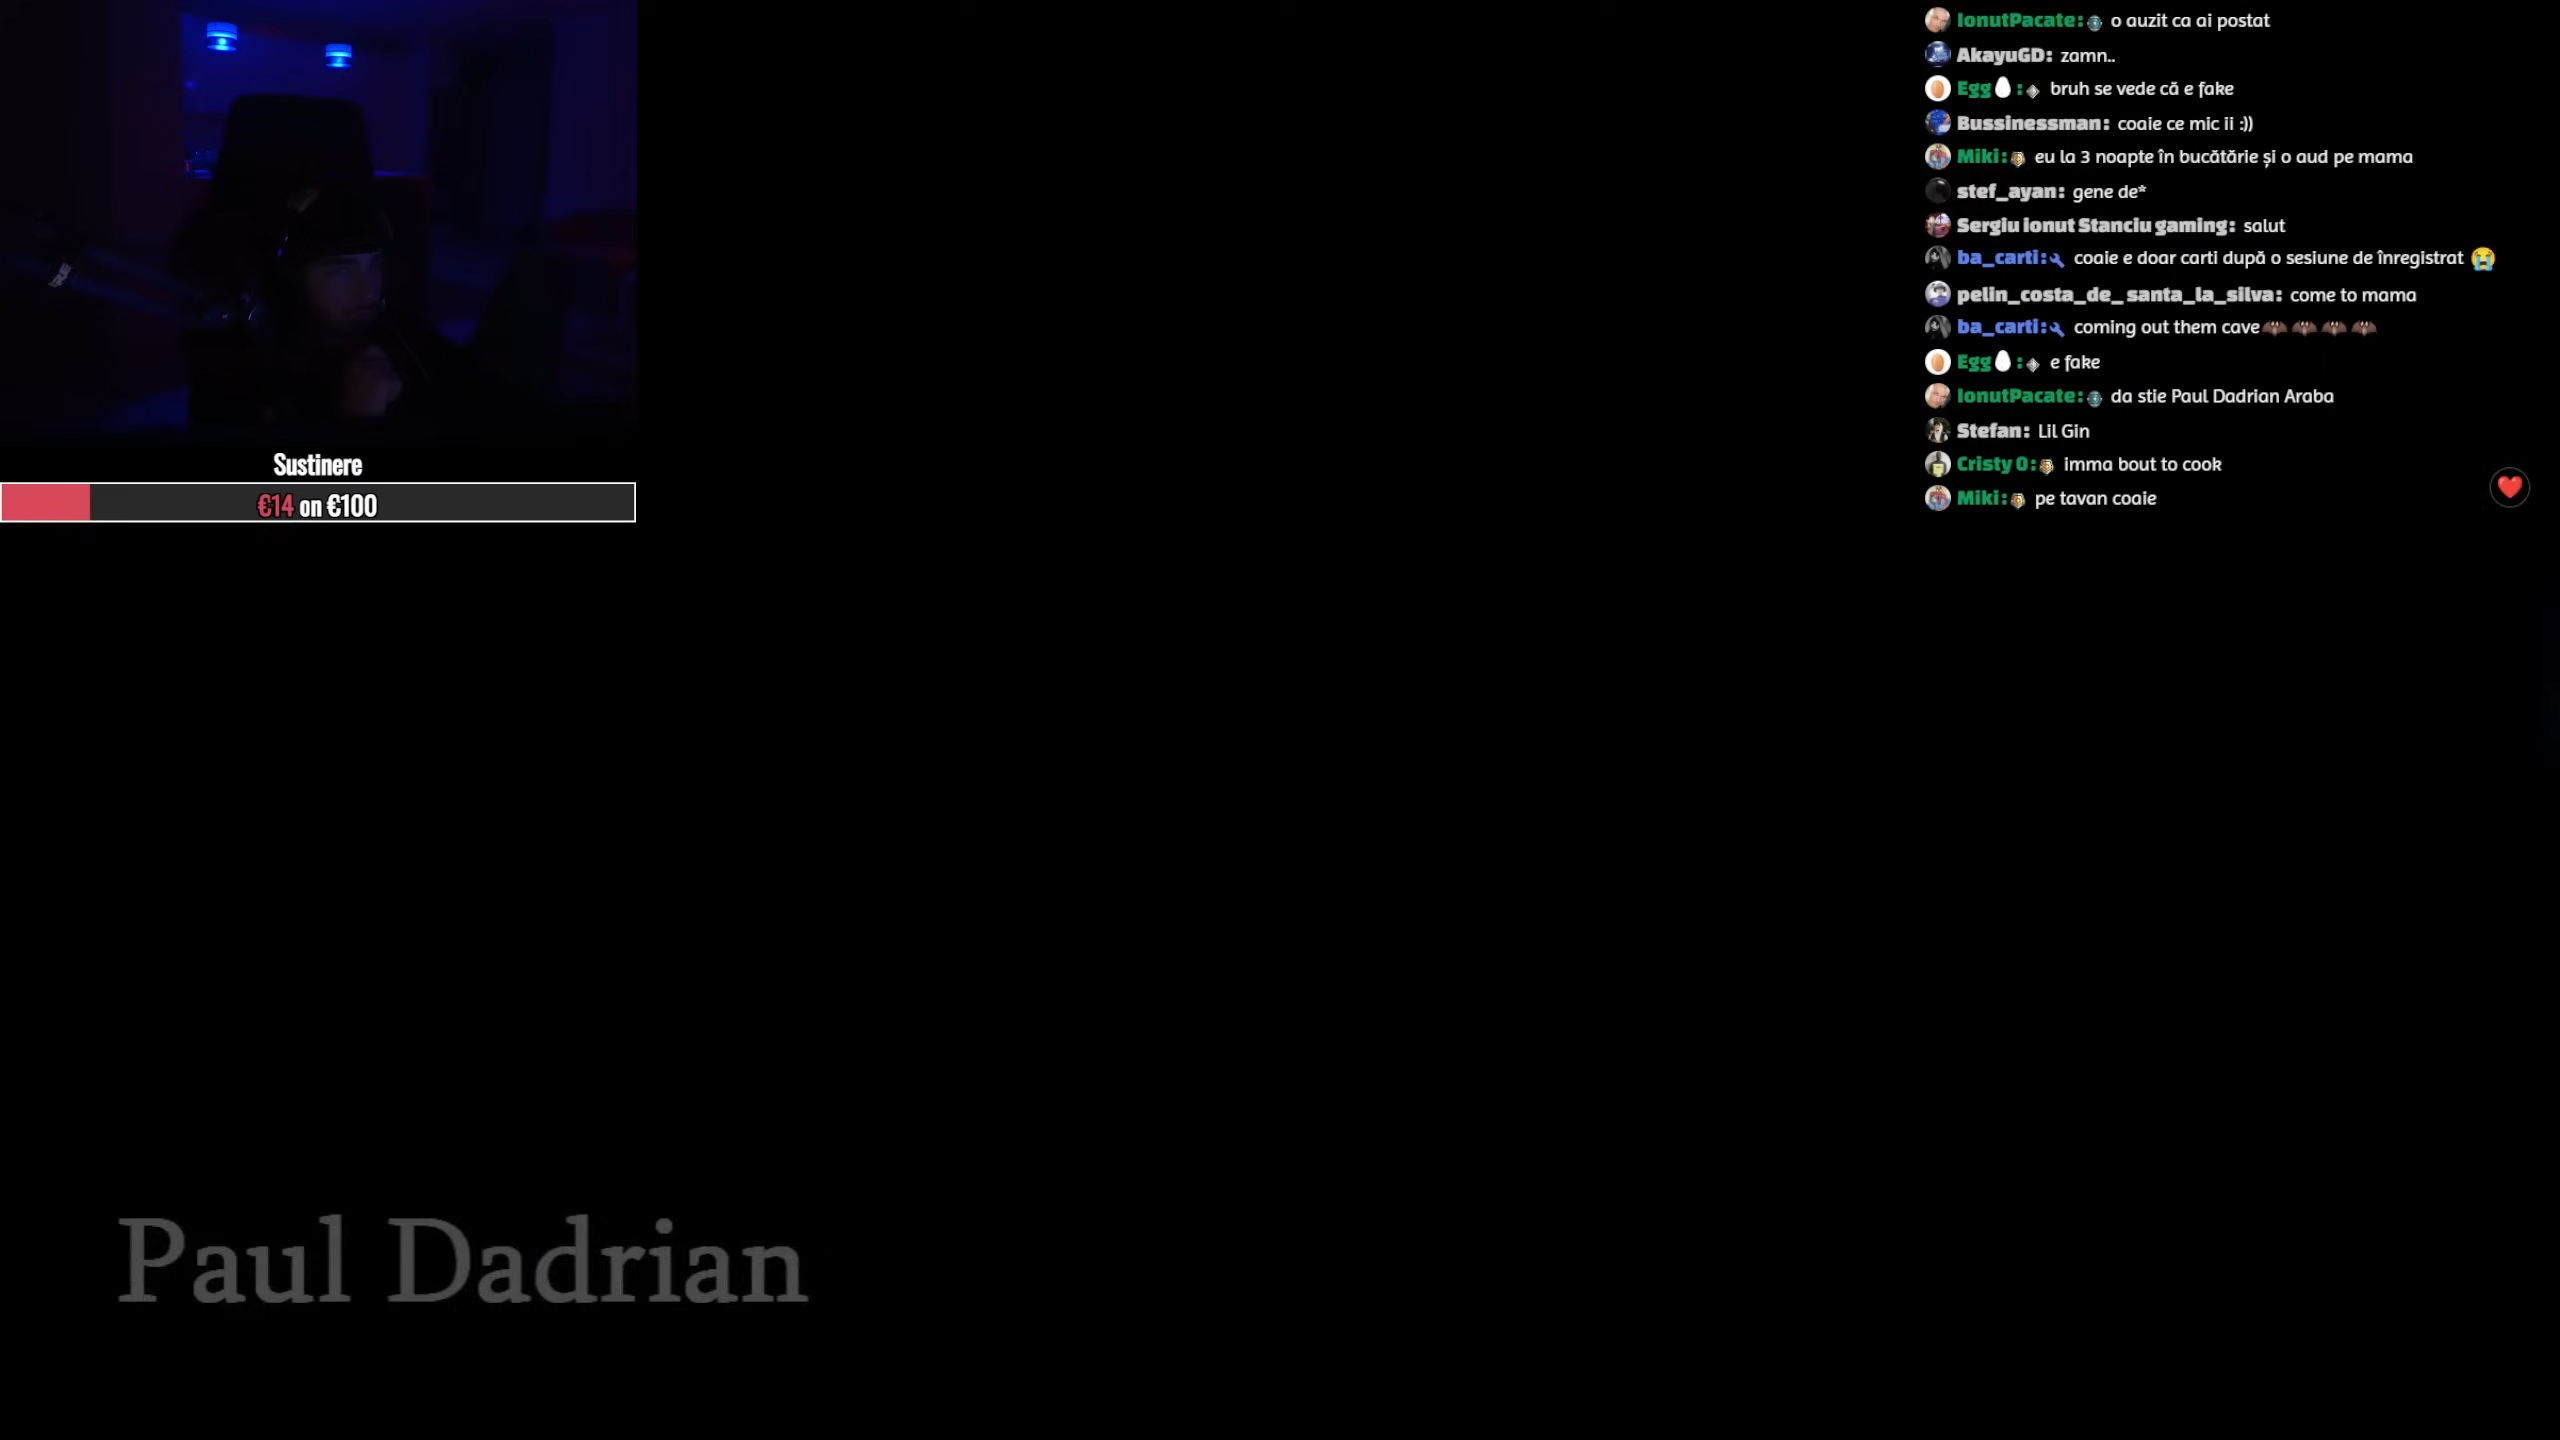 Sustinere
€14 on €100
IonutPacate: o auzit ca ai postat
AkayuGD: zamn..
Egg🥚: bruh se vede că e fake
Bussinessman: coaie ce mic ii :))
Miki: eu la 3 noapte în bucătărie și o aud pe mama
stef_ayan: gene de*
Sergiu ionut Stanciu gaming: salut
ba_carti: coaie e doar carti după o sesiune de înregistrat 😭
pelin_costa_de_ santa_la_silva: come to mama
ba_carti: coming out them cave🦇🦇🦇🦇
Egg🥚: e fake
IonutPacate: da stie Paul Dadrian Araba
Stefan: Lil Gin
Cristy O: imma bout to cook
Miki: pe tavan coaie
Paul Dadrian